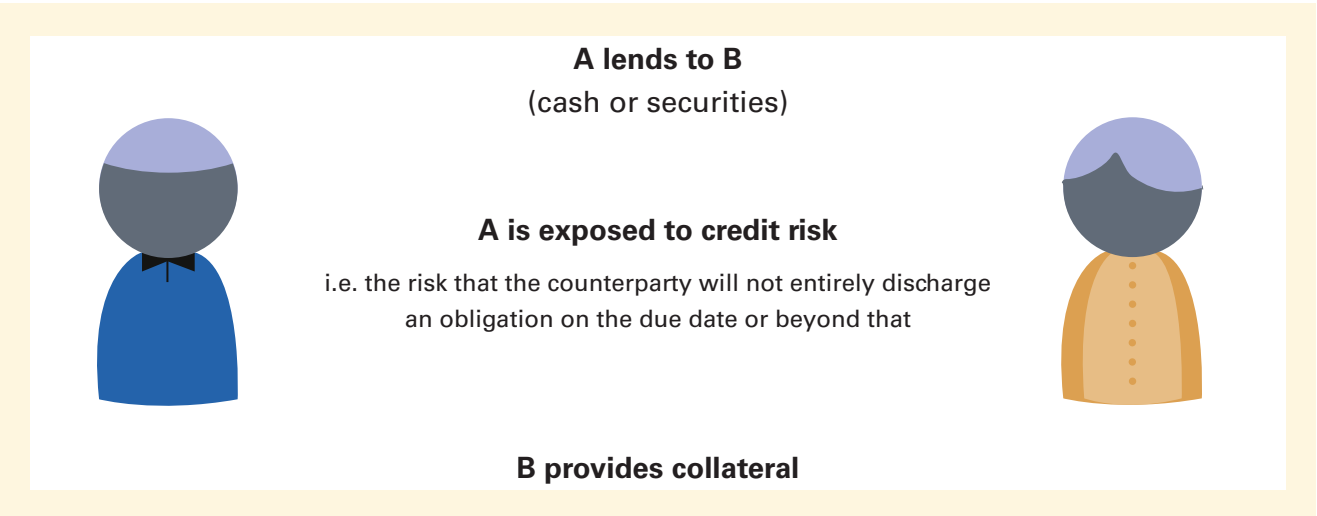 A lends to B
(cash or securities)
A is exposed to credit risk
i.e. the risk that the counterparty will not entirely discharge
an obligation on the due date or beyond that
B provides collateral